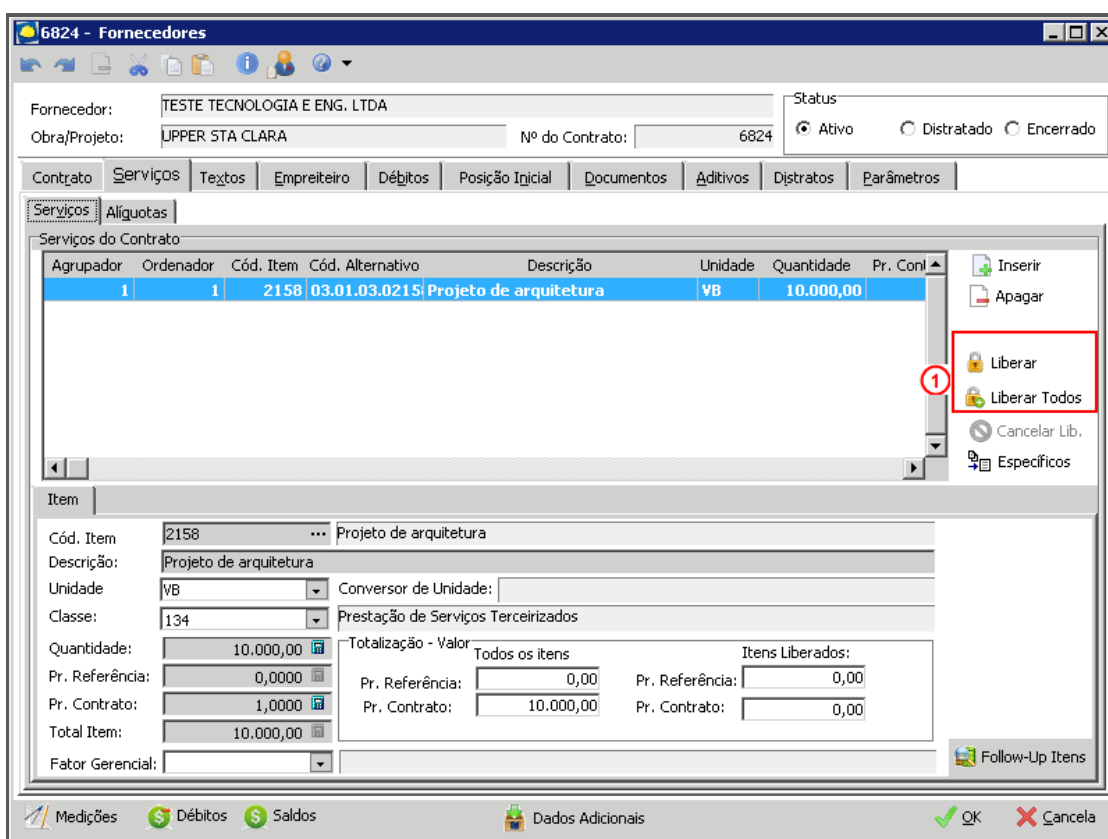 6824 - Fornecedores
Fornecedor: TESTE TECNOLOGIA E ENG. LTDA
Status
Obra/Projeto: UPPER STA CLARA Nº do Contrato: 6824
Ativo Distratado Encerrado
Contrato Serviços Textos Empreiteiro Débitos Posição Inicial Documentos Aditivos Distratos Parâmetros
Serviços Alíquotas
Serviços do Contrato
Agrupador Ordenador Cód. Item Cód. Alternativo Descrição Unidade Quantidade Pr. Cont
1 1 2158 03.01.03.0215 Projeto de arquitetura VB 10.000,00
Inserir
Apagar
1
Liberar
Liberar Todos
Cancelar Lib.
Específicos
Item
Cód. Item 2158 ... Projeto de arquitetura
Descrição: Projeto de arquitetura
Unidade VB Conversor de Unidade:
Classe: 134 Prestação de Serviços Terceirizados
Quantidade: 10.000,00
Pr. Referência: 0,0000
Pr. Contrato: 1,0000
Total Item: 10.000,00
Totalização - Valor
Todos os itens Itens Liberados:
Pr. Referência: 0,00 Pr. Referência: 0,00
Pr. Contrato: 10.000,00 Pr. Contrato: 0,00
Fator Gerencial:
Follow-Up Itens
Medições Débitos Saldos Dados Adicionais OK Cancela